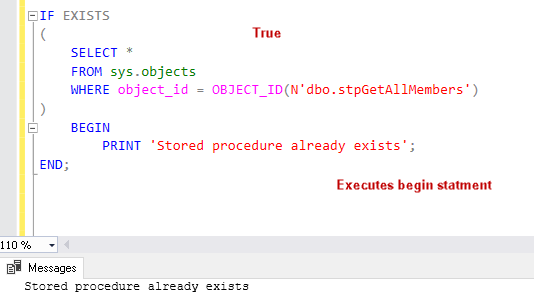 IF EXISTS
(
True
SELECT *
FROM sys.objects
WHERE object_id = OBJECT_ID(N'dbo.stpGetAllMembers')
)
BEGIN
PRINT 'Stored procedure already exists';
END;
Executes begin statment
110 %
Messages
Stored procedure already exists